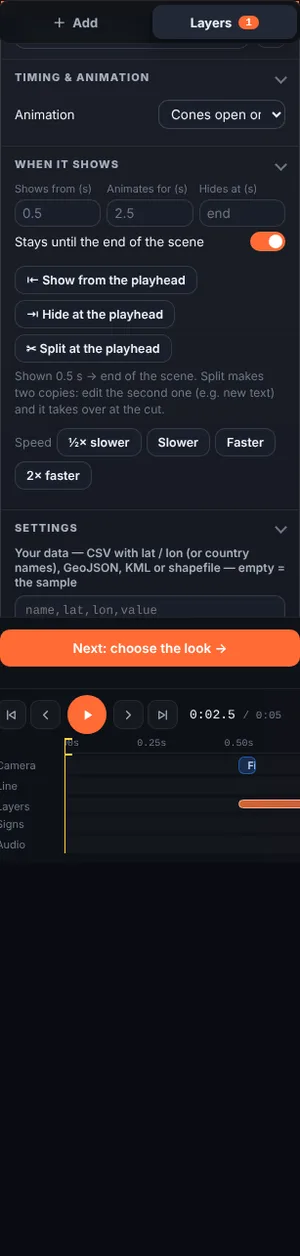 + Add
Layers 1
TIMING & ANIMATION
Animation
Cones open or
WHEN IT SHOWS
Shows from (s) Animates for (s) Hides at (s)
0.5 2.5 end
Stays until the end of the scene
⇤ Show from the playhead
⇥ Hide at the playhead
✂ Split at the playhead
Shown 0.5 s → end of the scene. Split makes
two copies: edit the second one (e.g. new text)
and it takes over at the cut.
Speed ½× slower Slower Faster
2× faster
SETTINGS
Your data — CSV with lat / lon (or country
names), GeoJSON, KML or shapefile — empty =
the sample
name,lat,lon,value
Next: choose the look →
0:02.5 / 0:05
0.25s 0.50s
Camera
Line
Layers
Signs
Audio